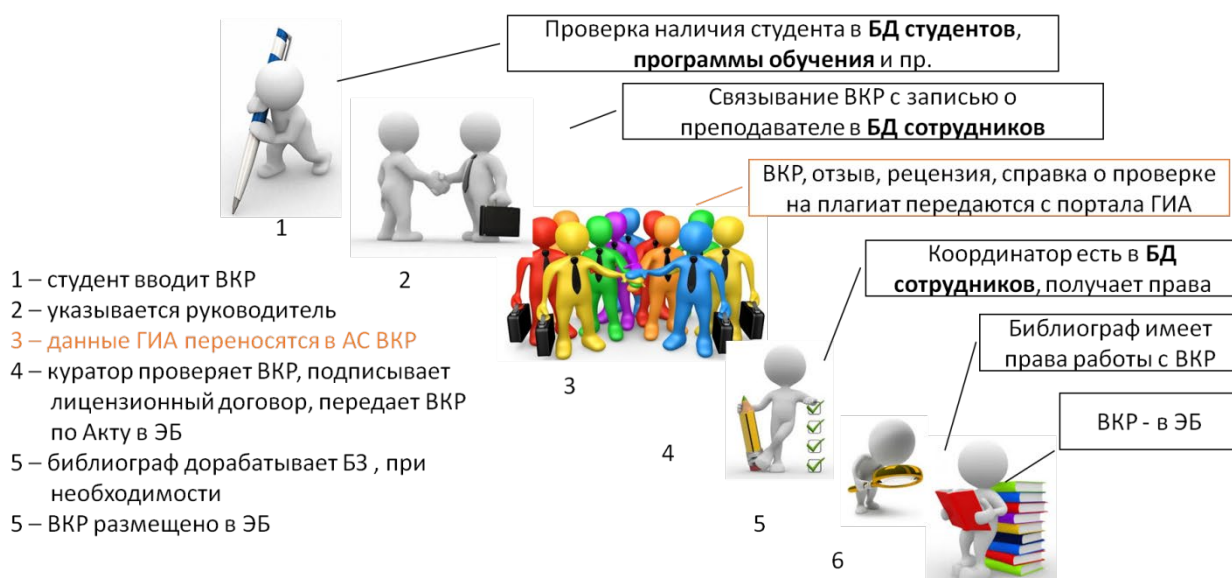 Проверка наличия студента в БД студентов,
программы обучения и пр.
Связывание ВКР с записью о
преподавателе в БД сотрудников
ВКР, отзыв, рецензия, справка о проверке
на плагиат передаются с портала ГИА
Координатор есть в БД
сотрудников, получает права
Библиограф имеет
права работы с ВКР
ВКР - в ЭБ
1
2
3
4
5
6
1 – студент вводит ВКР
2 – указывается руководитель
3 – данные ГИА переносятся в АС ВКР
4 – куратор проверяет ВКР, подписывает
лицензионный договор, передает ВКР
по Акту в ЭБ
5 – библиограф дорабатывает БЗ , при
необходимости
5 – ВКР размещено в ЭБ